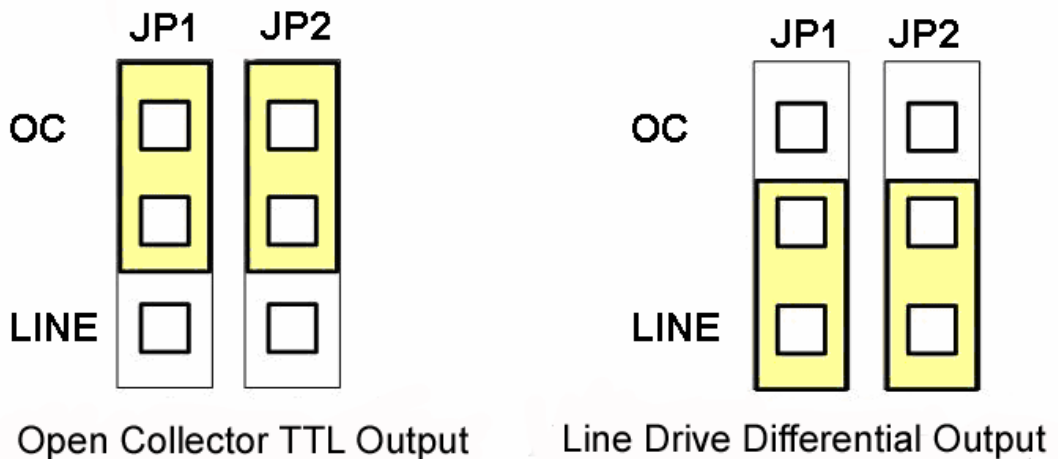 JP1 JP2
OC
LINE
Open Collector TTL Output
JP1 JP2
OC
LINE
Line Drive Differential Output